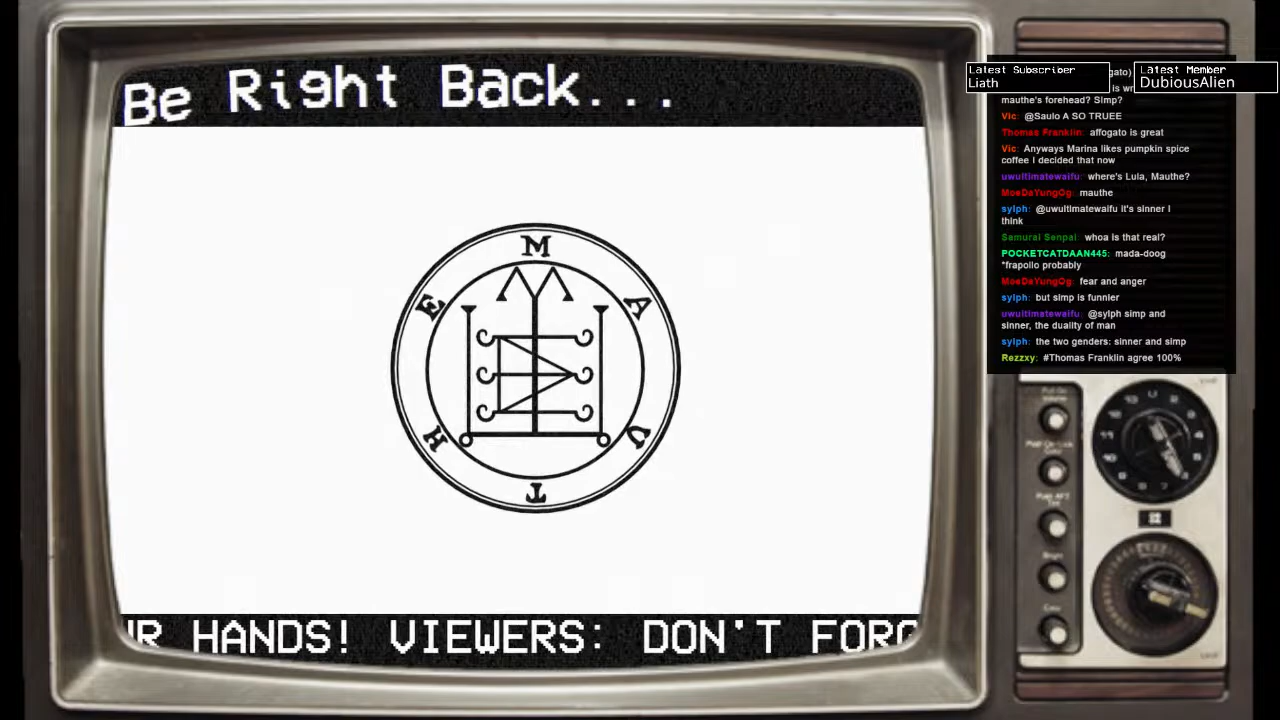 Be Right Back...
M
A
U
T
H
E
HANDS! VIEWERS: DON'T
Latest Subscriber
Liath
Latest Member
DubiousAlien
mauthe's forehead? Simp?
Vic: @Saulo A SO TRUEE
Thomas Franklin: affogato is great
Vic: Anyways Marina likes pumpkin spice
coffee I decided that now
uwultimatewaifu: where's Lula, Mauthe?
MoeDaYungOg: mauthe
sylph: @uwultimatewaifu it's sinner I
think
Samurai Senpai: whoa is that real?
POCKETCATDAAN445: mada-doog
*frapollo probably
MoeDaYungOg: fear and anger
sylph: but simp is funnier
uwultimatewaifu: @sylph simp and
sinner, the duality of man
sylph: the two genders: sinner and simp
Rezzxy: #Thomas Franklin agree 100%